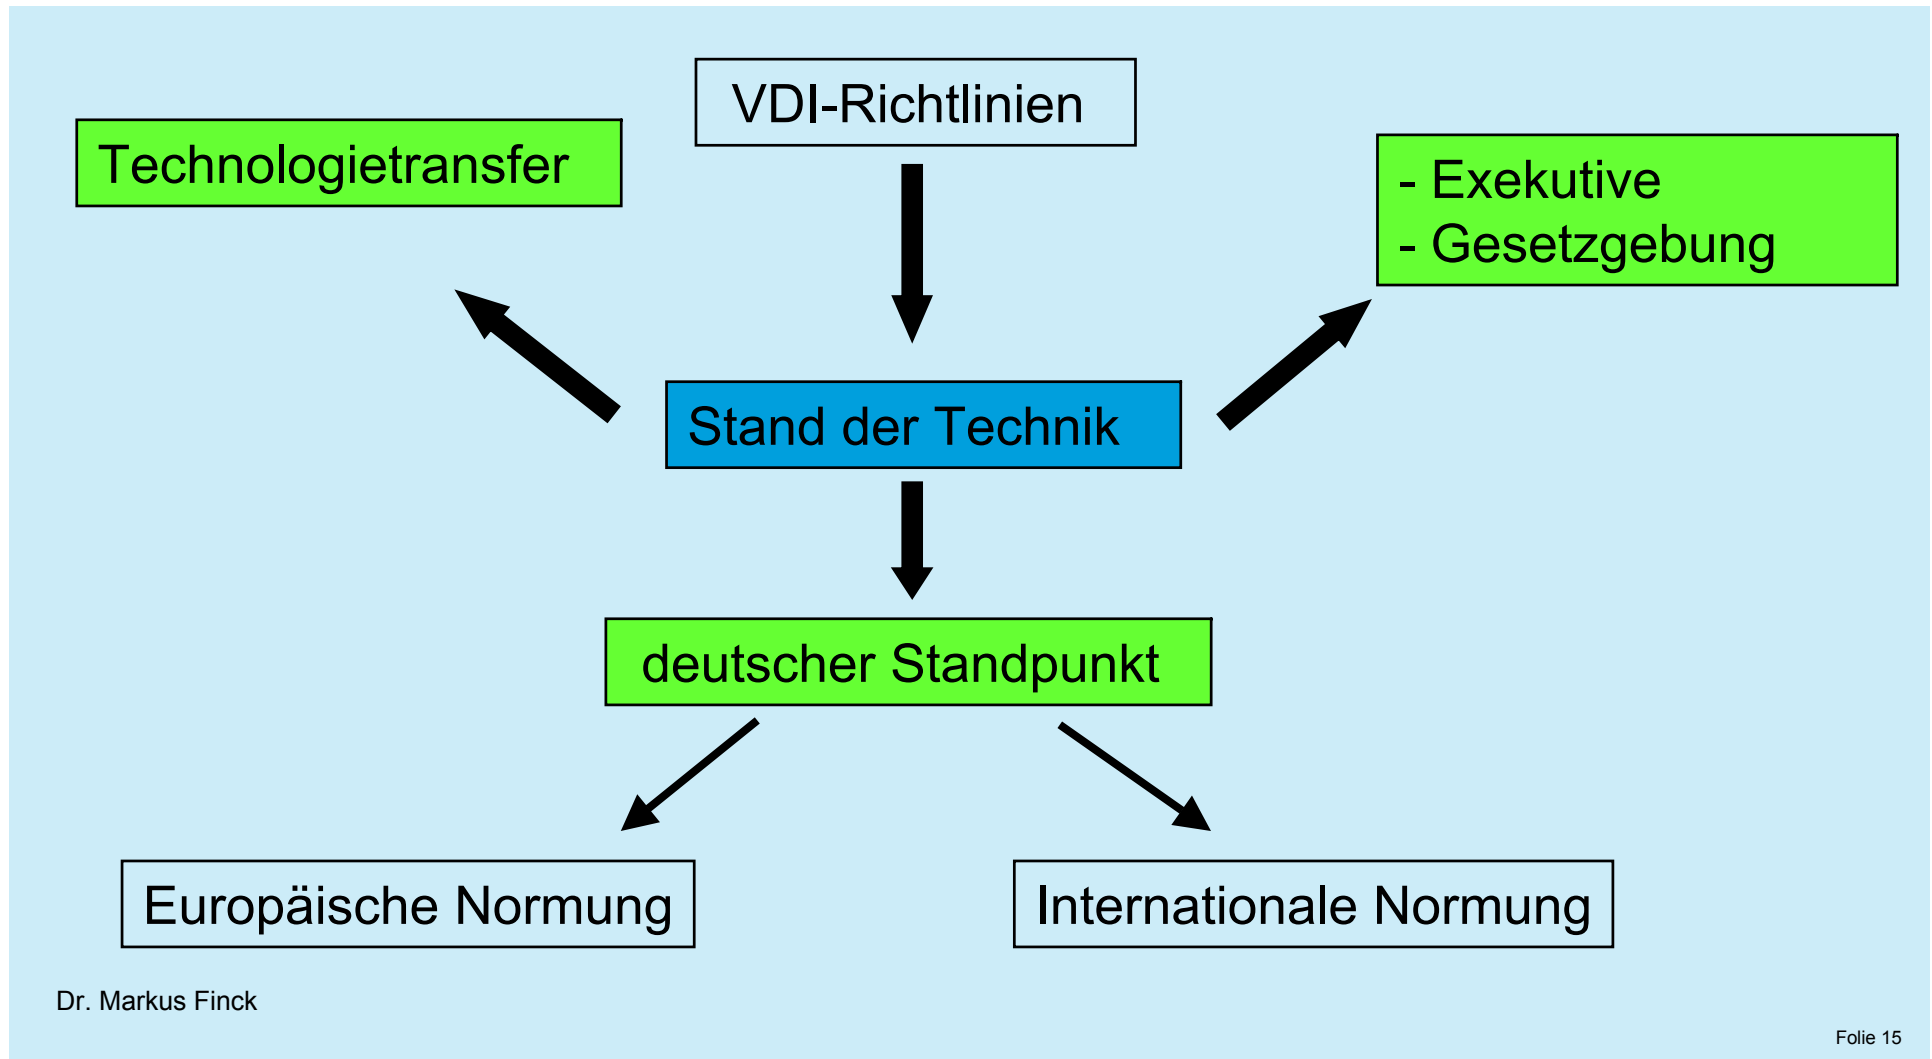 VDI-Richtlinien
Technologietransfer
- Exekutive
- Gesetzgebung
Stand der Technik
deutscher Standpunkt
Europäische Normung
Internationale Normung
Dr. Markus Finck
Folie 15